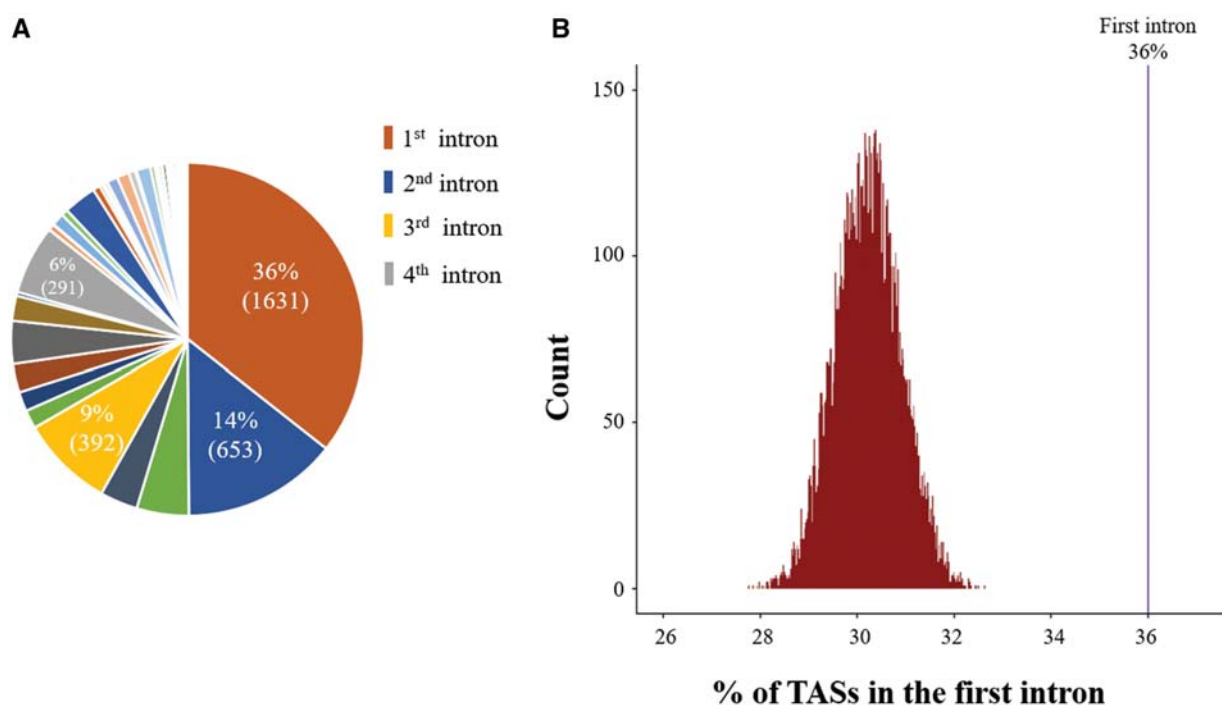 A
1st intron
2nd intron
3rd intron
4th intron
36%
(1631)
14%
(653)
9%
(392)
6%
(291)
B
First intron
36%
Count
150
100
50
0
26 28 30 32 34 36
% of TASs in the first intron